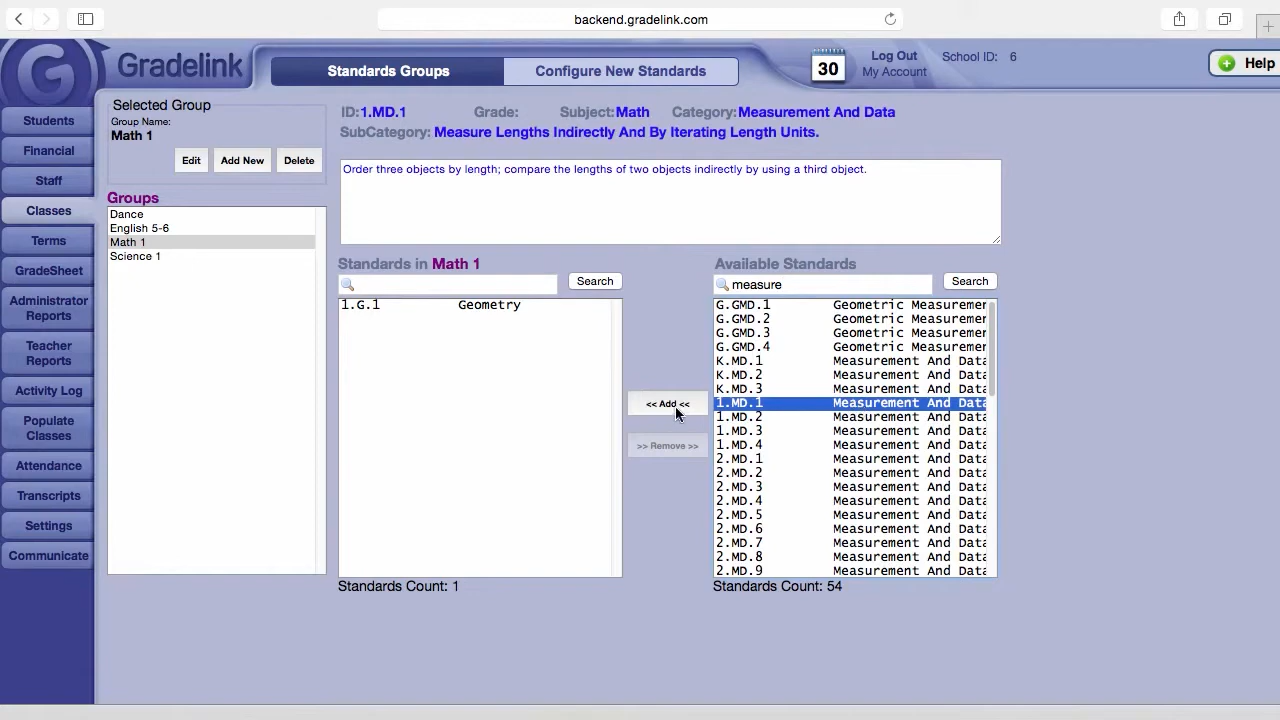 backend.gradelink.com
Gradelink
Standards Groups
Configure New Standards
30
Log Out
My Account
School ID: 6
Help
Students
Financial
Staff
Classes
Terms
GradeSheet
Administrator
Reports
Teacher
Reports
Activity Log
Populate
Classes
Attendance
Transcripts
Settings
Communicate
Selected Group
Group Name:
Math 1
Edit
Add New
Delete
Groups
Dance
English 5-6
Math 1
Science 1
ID:1.MD.1 Grade: Subject:Math Category:Measurement And Data
SubCategory: Measure Lengths Indirectly And By Iterating Length Units.
Order three objects by length; compare the lengths of two objects indirectly by using a third object.
Standards in Math 1
Search
1.G.1 Geometry
Standards Count: 1
<< Add <<
>> Remove >>
Available Standards
measure
Search
G.GMD.1 Geometric Measuremer
G.GMD.2 Geometric Measuremer
G.GMD.3 Geometric Measuremer
G.GMD.4 Geometric Measuremer
K.MD.1 Measurement And Data
K.MD.2 Measurement And Data
K.MD.3 Measurement And Data
1.MD.1 Measurement And Data
1.MD.2 Measurement And Data
1.MD.3 Measurement And Data
1.MD.4 Measurement And Data
2.MD.1 Measurement And Data
2.MD.2 Measurement And Data
2.MD.3 Measurement And Data
2.MD.4 Measurement And Data
2.MD.5 Measurement And Data
2.MD.6 Measurement And Data
2.MD.7 Measurement And Data
2.MD.8 Measurement And Data
2.MD.9 Measurement And Data
Standards Count: 54